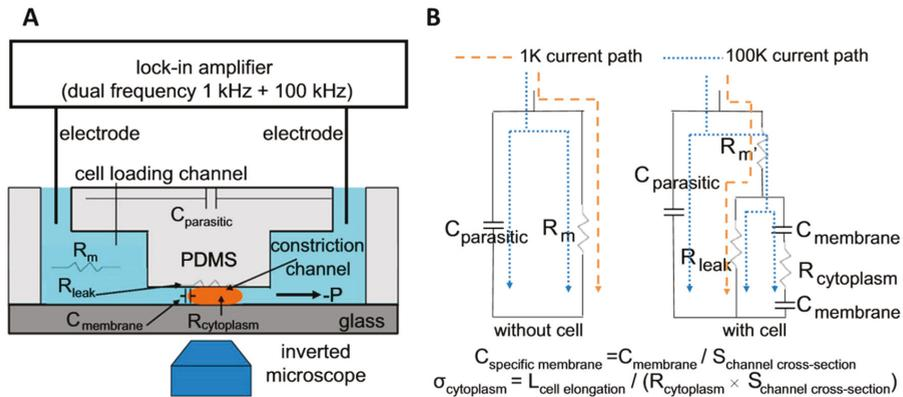 A
lock-in amplifier
(dual frequency 1 kHz + 100 kHz)
electrode
electrode
cell loading channel
Cparasitic
Rm
PDMS
constriction
channel
Rleak
-P
Cmembrane
Rcytoplasm
glass
inverted
microscope
B
1K current path
100K current path
Cparasitic
Rm
without cell
Rm'
Cparasitic
Rleak
Cmembrane
Rcytoplasm
Cmembrane
with cell
Cspecific membrane =Cmembrane / Schannel cross-section
σcytoplasm = Lcell elongation / (Rcytoplasm × Schannel cross-section)